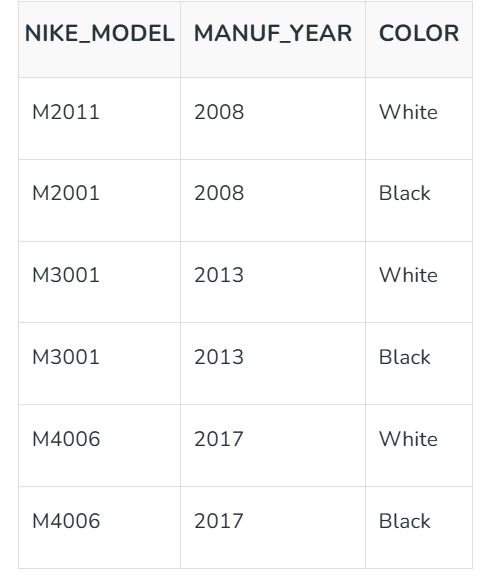 NIKE_MODEL MANUF_YEAR COLOR
M2011 2008 White
M2001 2008 Black
M3001 2013 White
M3001 2013 Black
M4006 2017 White
M4006 2017 Black